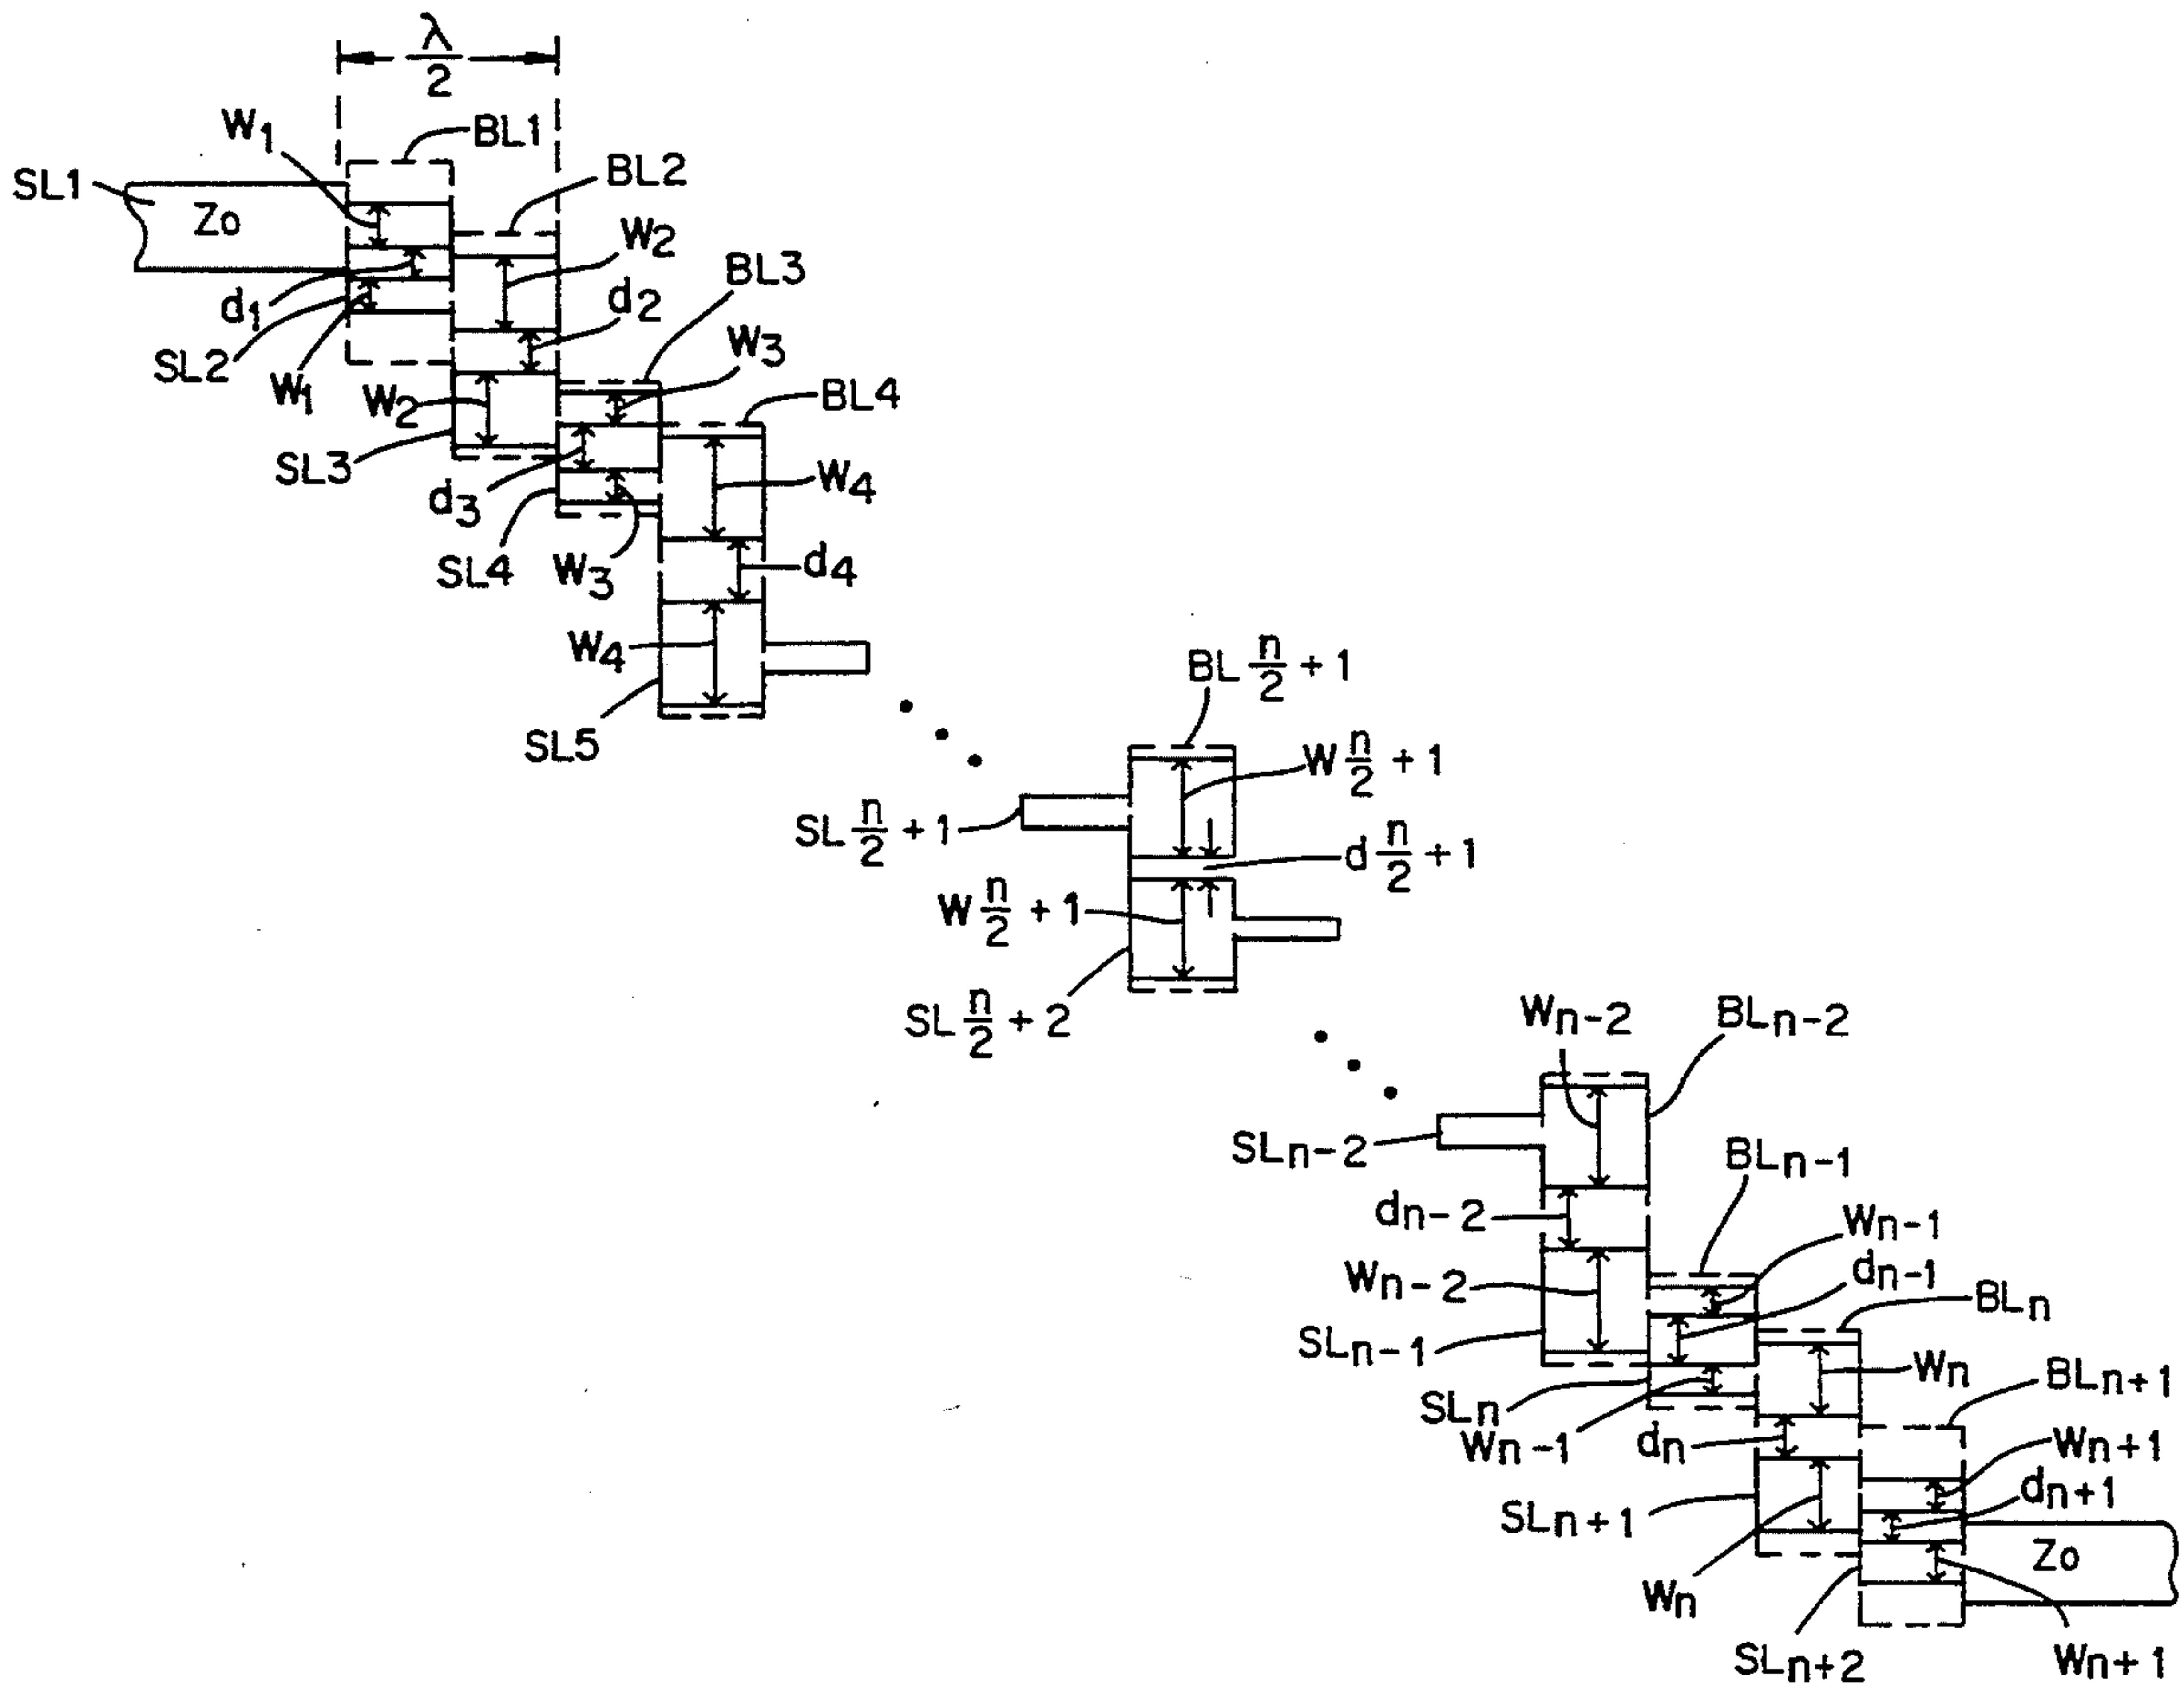 λ/2
W1
BL1
SL1
Zo
BL2
W2
BL3
d1
d2
SL2
W1
W3
W2
BL4
SL3
d3
W4
SL4
W3
d4
W4
SL5
BL n/2 + 1
W n/2 + 1
SL n/2 + 1
d n/2 + 1
W n/2 + 1
SL n/2 + 2
Wn-2
BLn-2
SLn-2
BLn-1
dn-2
Wn-1
dn-1
Wn-2
BLn
SLn-1
Wn
BLn+1
SLn
Wn-1
dn
Wn+1
dn+1
SLn+1
Zo
Wn
SLn+2
Wn+1